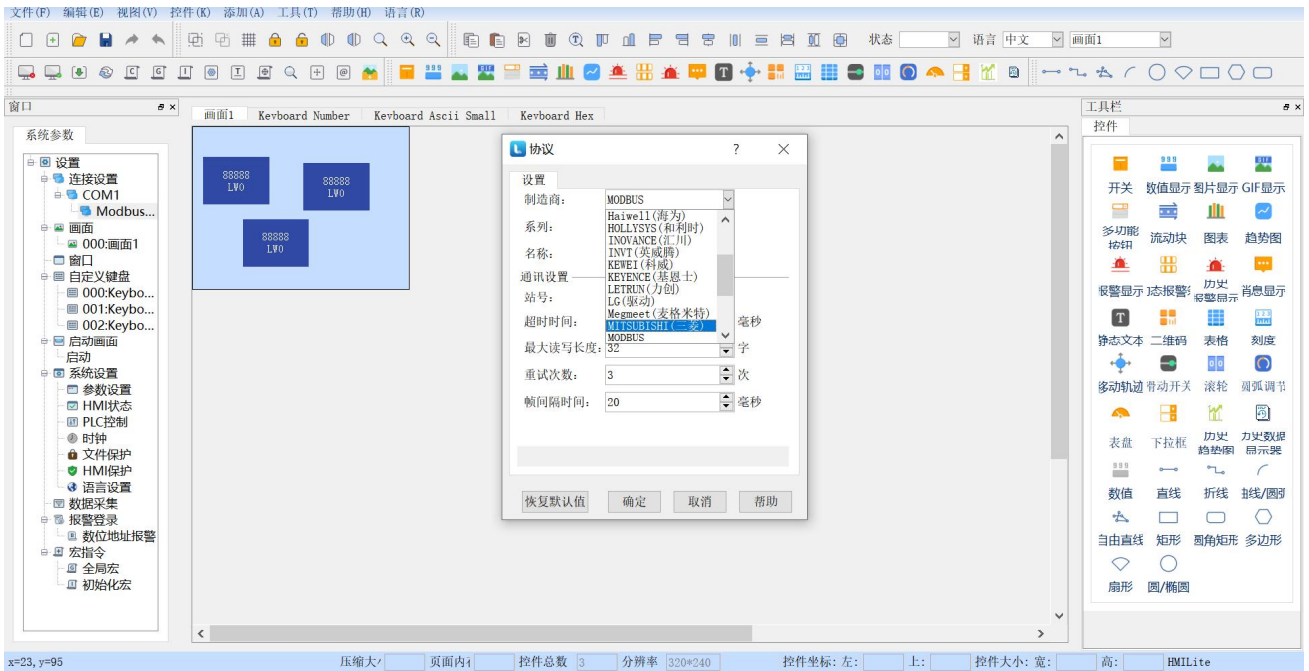 文件(F) 编辑(E) 视图(V) 控件(K) 添加(A) 工具(T) 帮助(H) 语言(R)
状态 语言 中文 画面1
窗口
系统参数
设置
连接设置
COM1
Modbus...
画面
000:画面1
窗口
自定义键盘
000:Keybo...
001:Keybo...
002:Keybo...
启动画面
启动
系统设置
参数设置
HMI状态
PLC控制
时钟
文件保护
HMI保护
语言设置
数据采集
报警登录
数位地址报警
宏指令
全局宏
初始化宏
画面1 Keyboard Number Keyboard Ascii Small Keyboard Hex
88888
LW0
88888
LW0
88888
LW0
协议 ?
设置
制造商: MODBUS
系列:
名称:
通讯设置
站号:
超时时间: 毫秒
最大读写长度: 32 字
重试次数: 3 次
帧间隔时间: 20 毫秒
Haiwell(海为)
HOLLYSYS(和利时)
INOVANCE(汇川)
INVT(英威腾)
KEWEI(科威)
KEYENCE(基恩士)
LETRUN(力创)
LG(驱动)
Megmeet(麦格米特)
MITSUBISHI(三菱)
MODBUS
恢复默认值 确定 取消 帮助
工具栏
控件
开关 数值显示 图片显示 GIF显示
多功能
按钮 流动块 图表 趋势图
报警显示 动态报警 历史
报警显示 消息显示
静态文本 二维码 表格 刻度
移动轨迹 滑动开关 滚轮 圆弧调节
表盘 下拉框 历史
趋势图 历史数据
显示器
数值 直线 折线 曲线/圆弧
自由直线 矩形 圆角矩形 多边形
扇形 圆/椭圆
x=23,y=95 压缩大 页面内 控件总数 3 分辨率 320*240 控件坐标:左: 上: 控件大小:宽: 高: HMILite